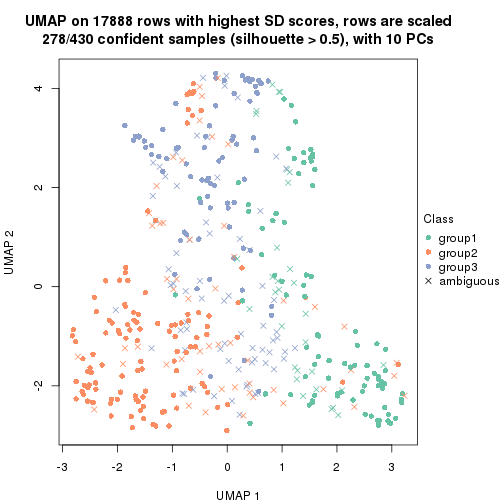 UMAP on 17888 rows with highest SD scores, rows are scaled
278/430 confident samples (silhouette > 0.5), with 10 PCs
4
2
0
-2
-3
-2
-1
0
1
2
3
UMAP 1
UMAP 2
Class
group1
group2
group3
ambiguous